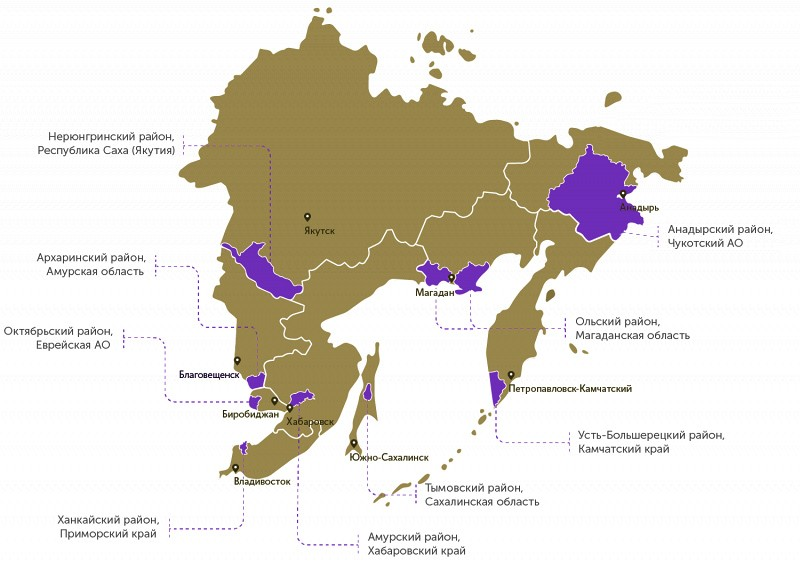 Нерюнгринский район,
Республика Саха (Якутия)
Якутск
Анадырь
Анадырский район,
Чукотский АО
Архаринский район,
Амурская область
Магадан
Ольский район,
Магаданская область
Октябрьский район,
Еврейская АО
Благовещенск
Петропавловск-Камчатский
Биробиджан
Хабаровск
Усть-Большерецкий район,
Камчатский край
Южно-Сахалинск
Владивосток
Тымовский район,
Сахалинская область
Ханкайский район,
Приморский край
Амурский район,
Хабаровский край